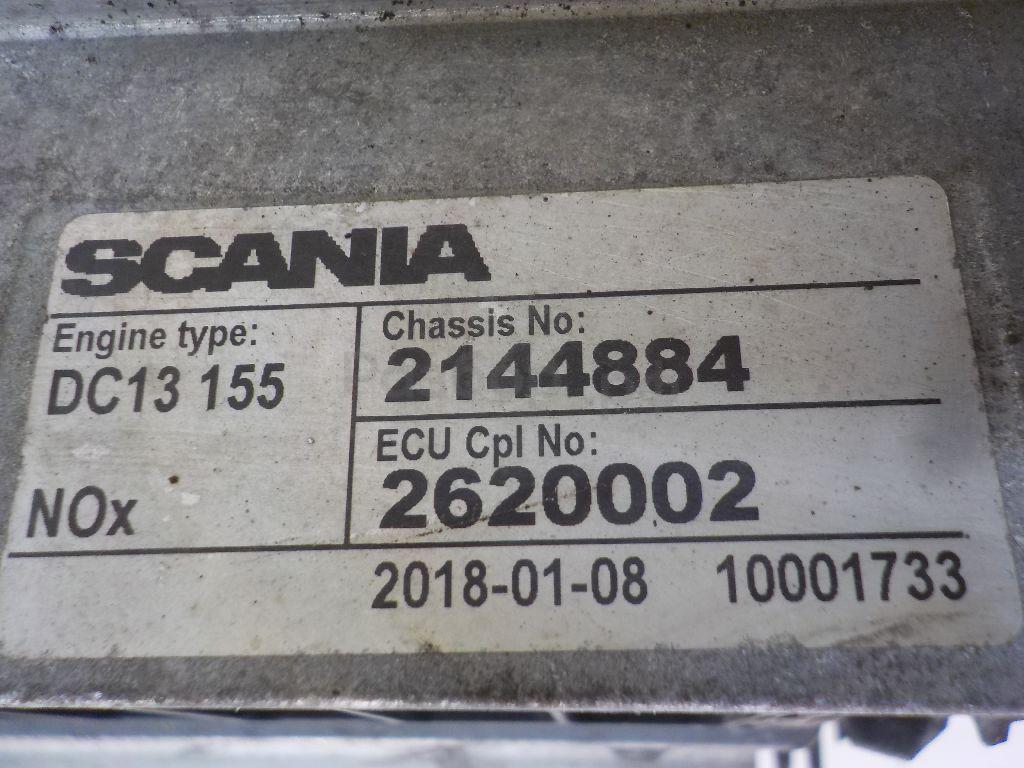 SCANIA
Engine type:
DC13 155
NOx
Chassis No:
2144884
ECU Cpl No:
2620002
2018-01-08 10001733